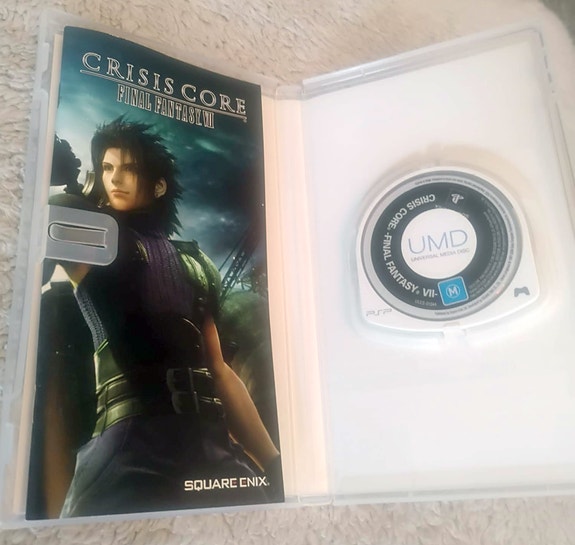 CRISIS CORE
FINAL FANTASY VII
SQUARE ENIX.
CRISIS CORE -FINAL FANTASY® VII-
UMD
UNIVERSAL MEDIA DISC
M
PSP